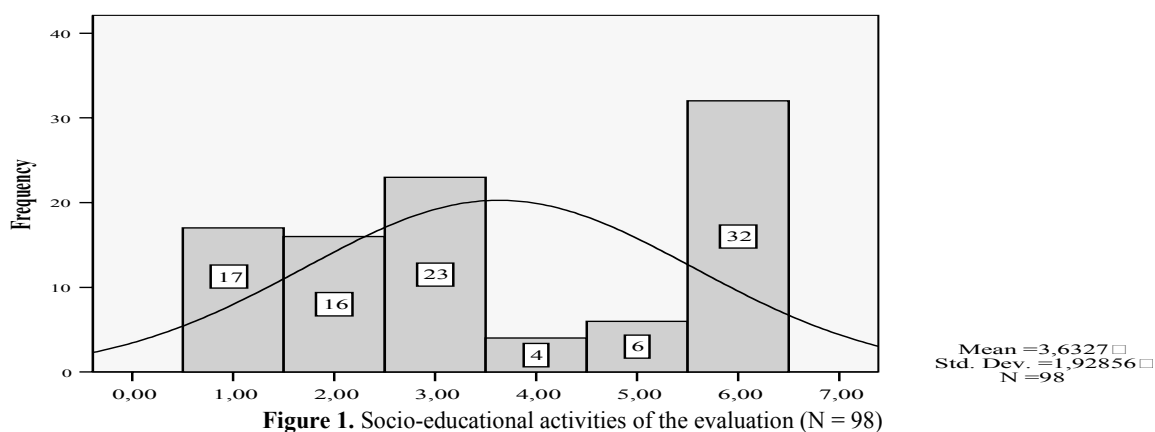 40
30
20
10
0
Frequency
17
16
23
4
6
32
0,00 1,00 2,00 3,00 4,00 5,00 6,00 7,00
Mean =3,6327□
Std. Dev. =1,92856□
N =98
Figure 1. Socio-educational activities of the evaluation (N = 98)